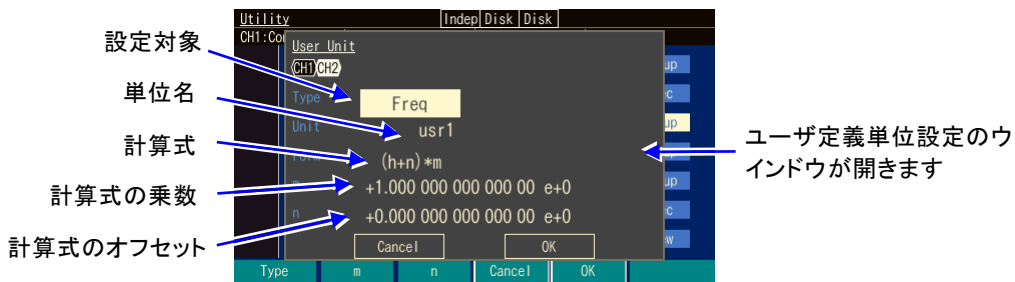 Utility
Indep Disk Disk
CH1:Co
User Unit
CH1 CH2
Type Freq
Unit usr1
(h+n)*m
m +1.000 000 000 000 00 e+0
n +0.000 000 000 000 00 e+0
Cancel OK
Type m n Cancel OK
up
c
up
up
c
ew
設定対象
単位名
計算式
計算式の乗数
計算式のオフセット
ユーザ定義単位設定のウ
インドウが開きます